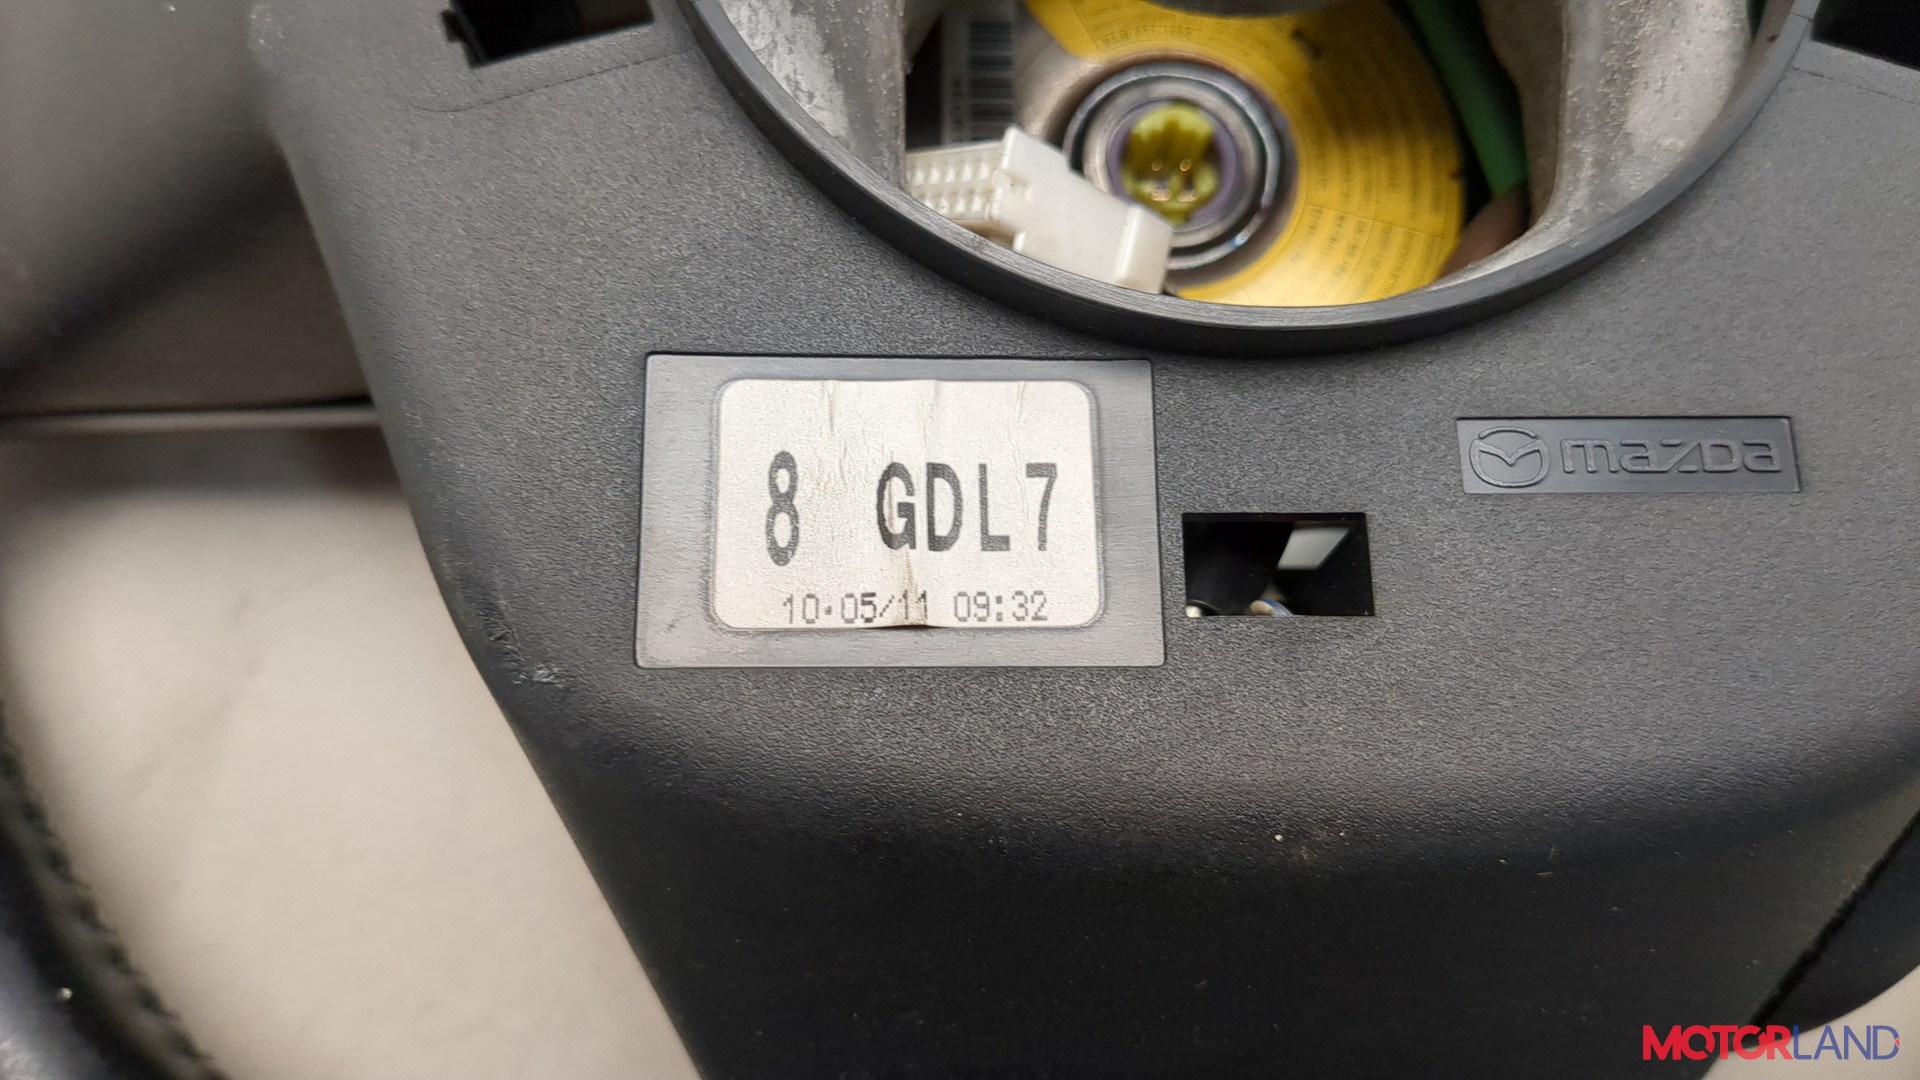 8 GDL7
10·05/11 09:32
mazda
MOTORLAND